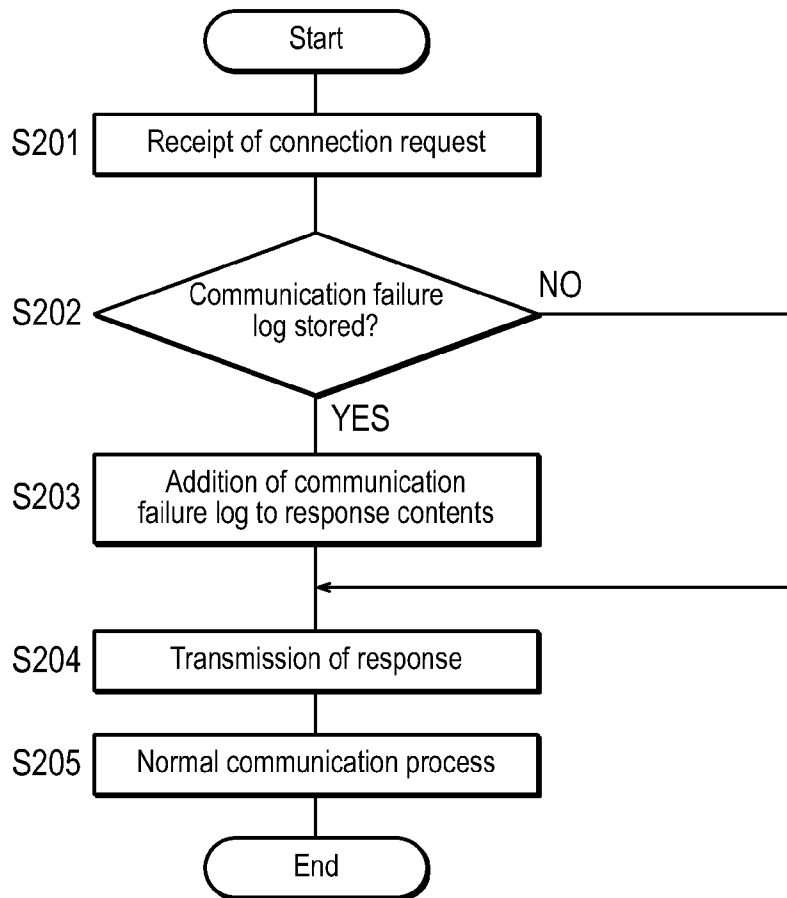 Start
S201
Receipt of connection request
S202
Communication failure
log stored?
NO
YES
S203
Addition of communication
failure log to response contents
S204
Transmission of response
S205
Normal communication process
End